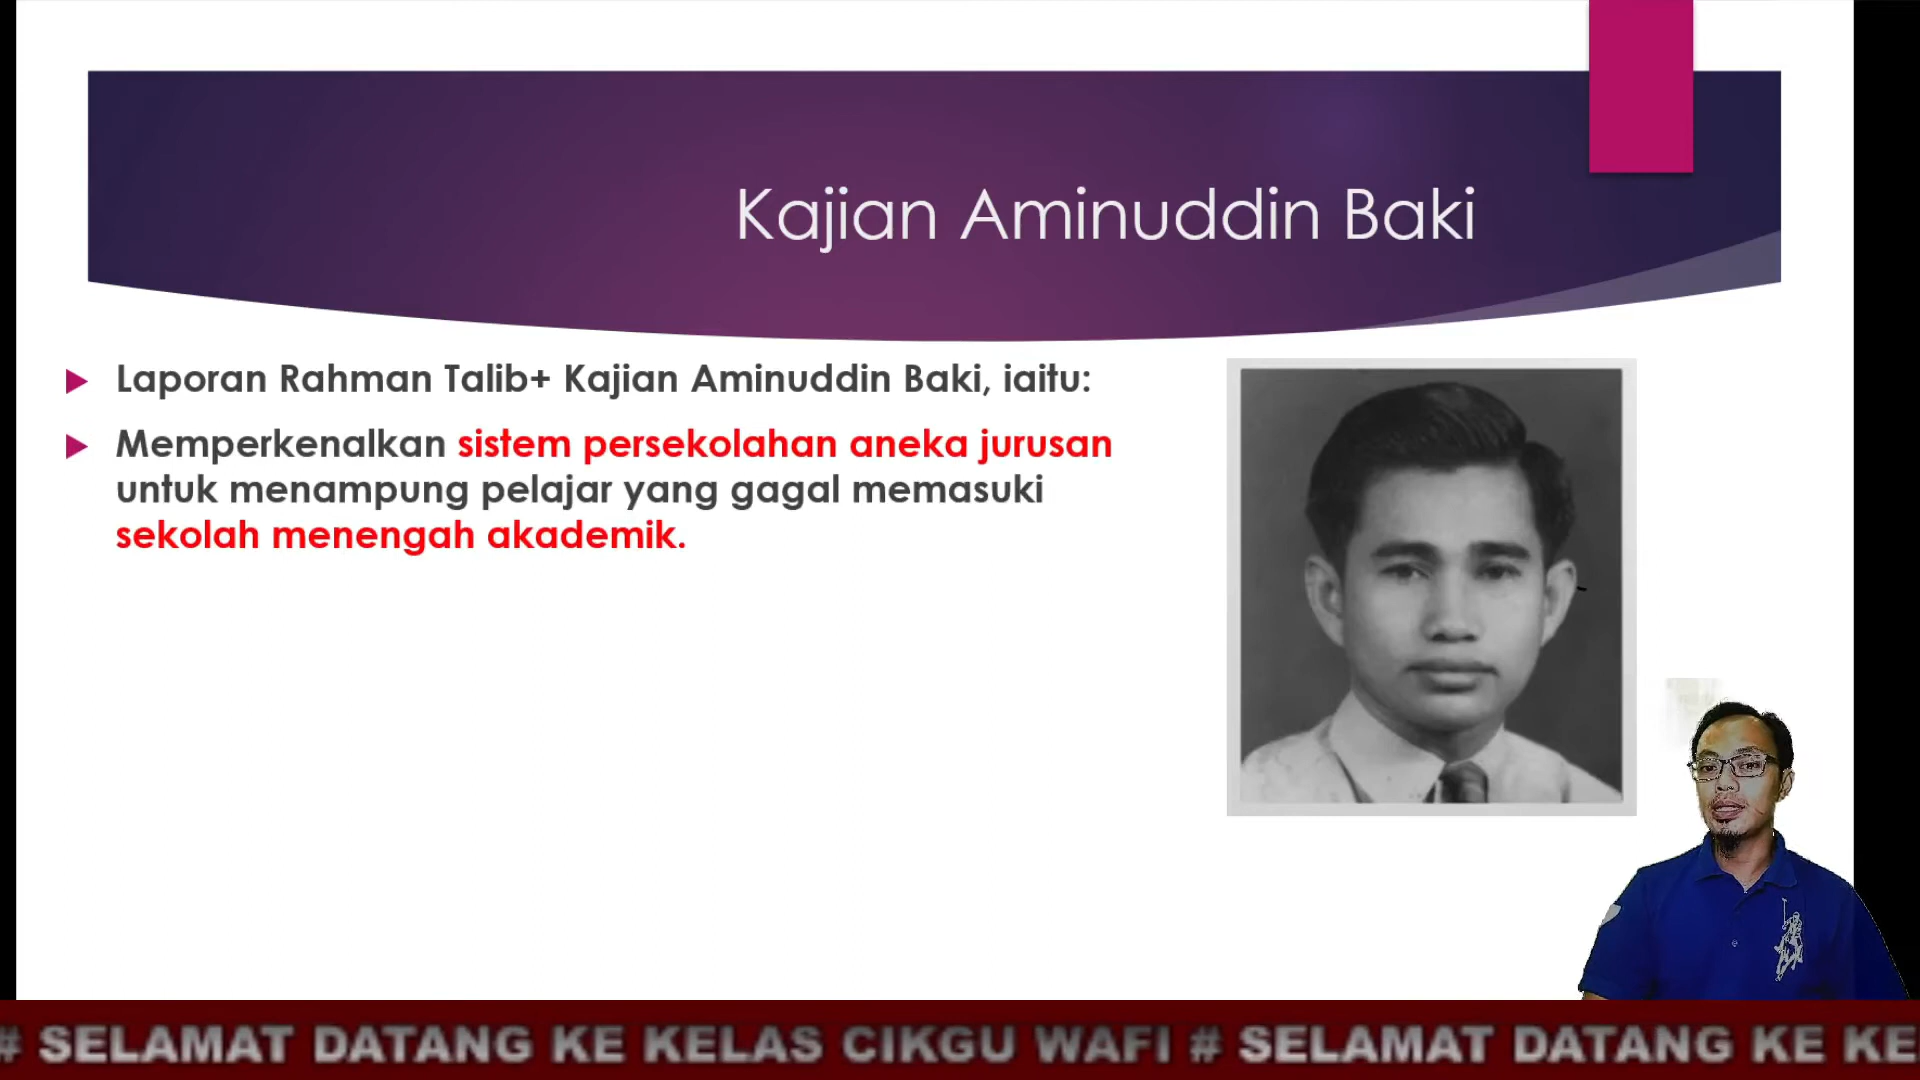 Kajian Aminuddin Baki
Laporan Rahman Talib+ Kajian Aminuddin Baki, iaitu:
Memperkenalkan sistem persekolahan aneka jurusan
untuk menampung pelajar yang gagal memasuki
sekolah menengah akademik.
# SELAMAT DATANG KE KELAS CIKGU WAFI # SELAMAT DATANG KE KE